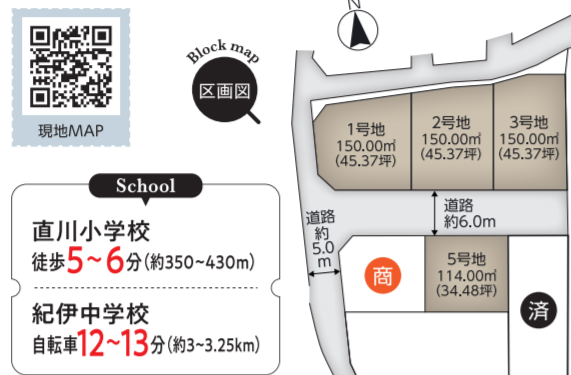 現地MAP
Block map
区画図
N
1号地
150.00㎡
(45.37坪)
2号地
150.00㎡
(45.37坪)
3号地
150.00㎡
(45.37坪)
道路
約6.0m
道路
約
5.0
m
商
5号地
114.00㎡
(34.48坪)
済
School
直川小学校
徒歩5~6分(約350~430m)
紀伊中学校
自転車12~13分(約3~3.25km)